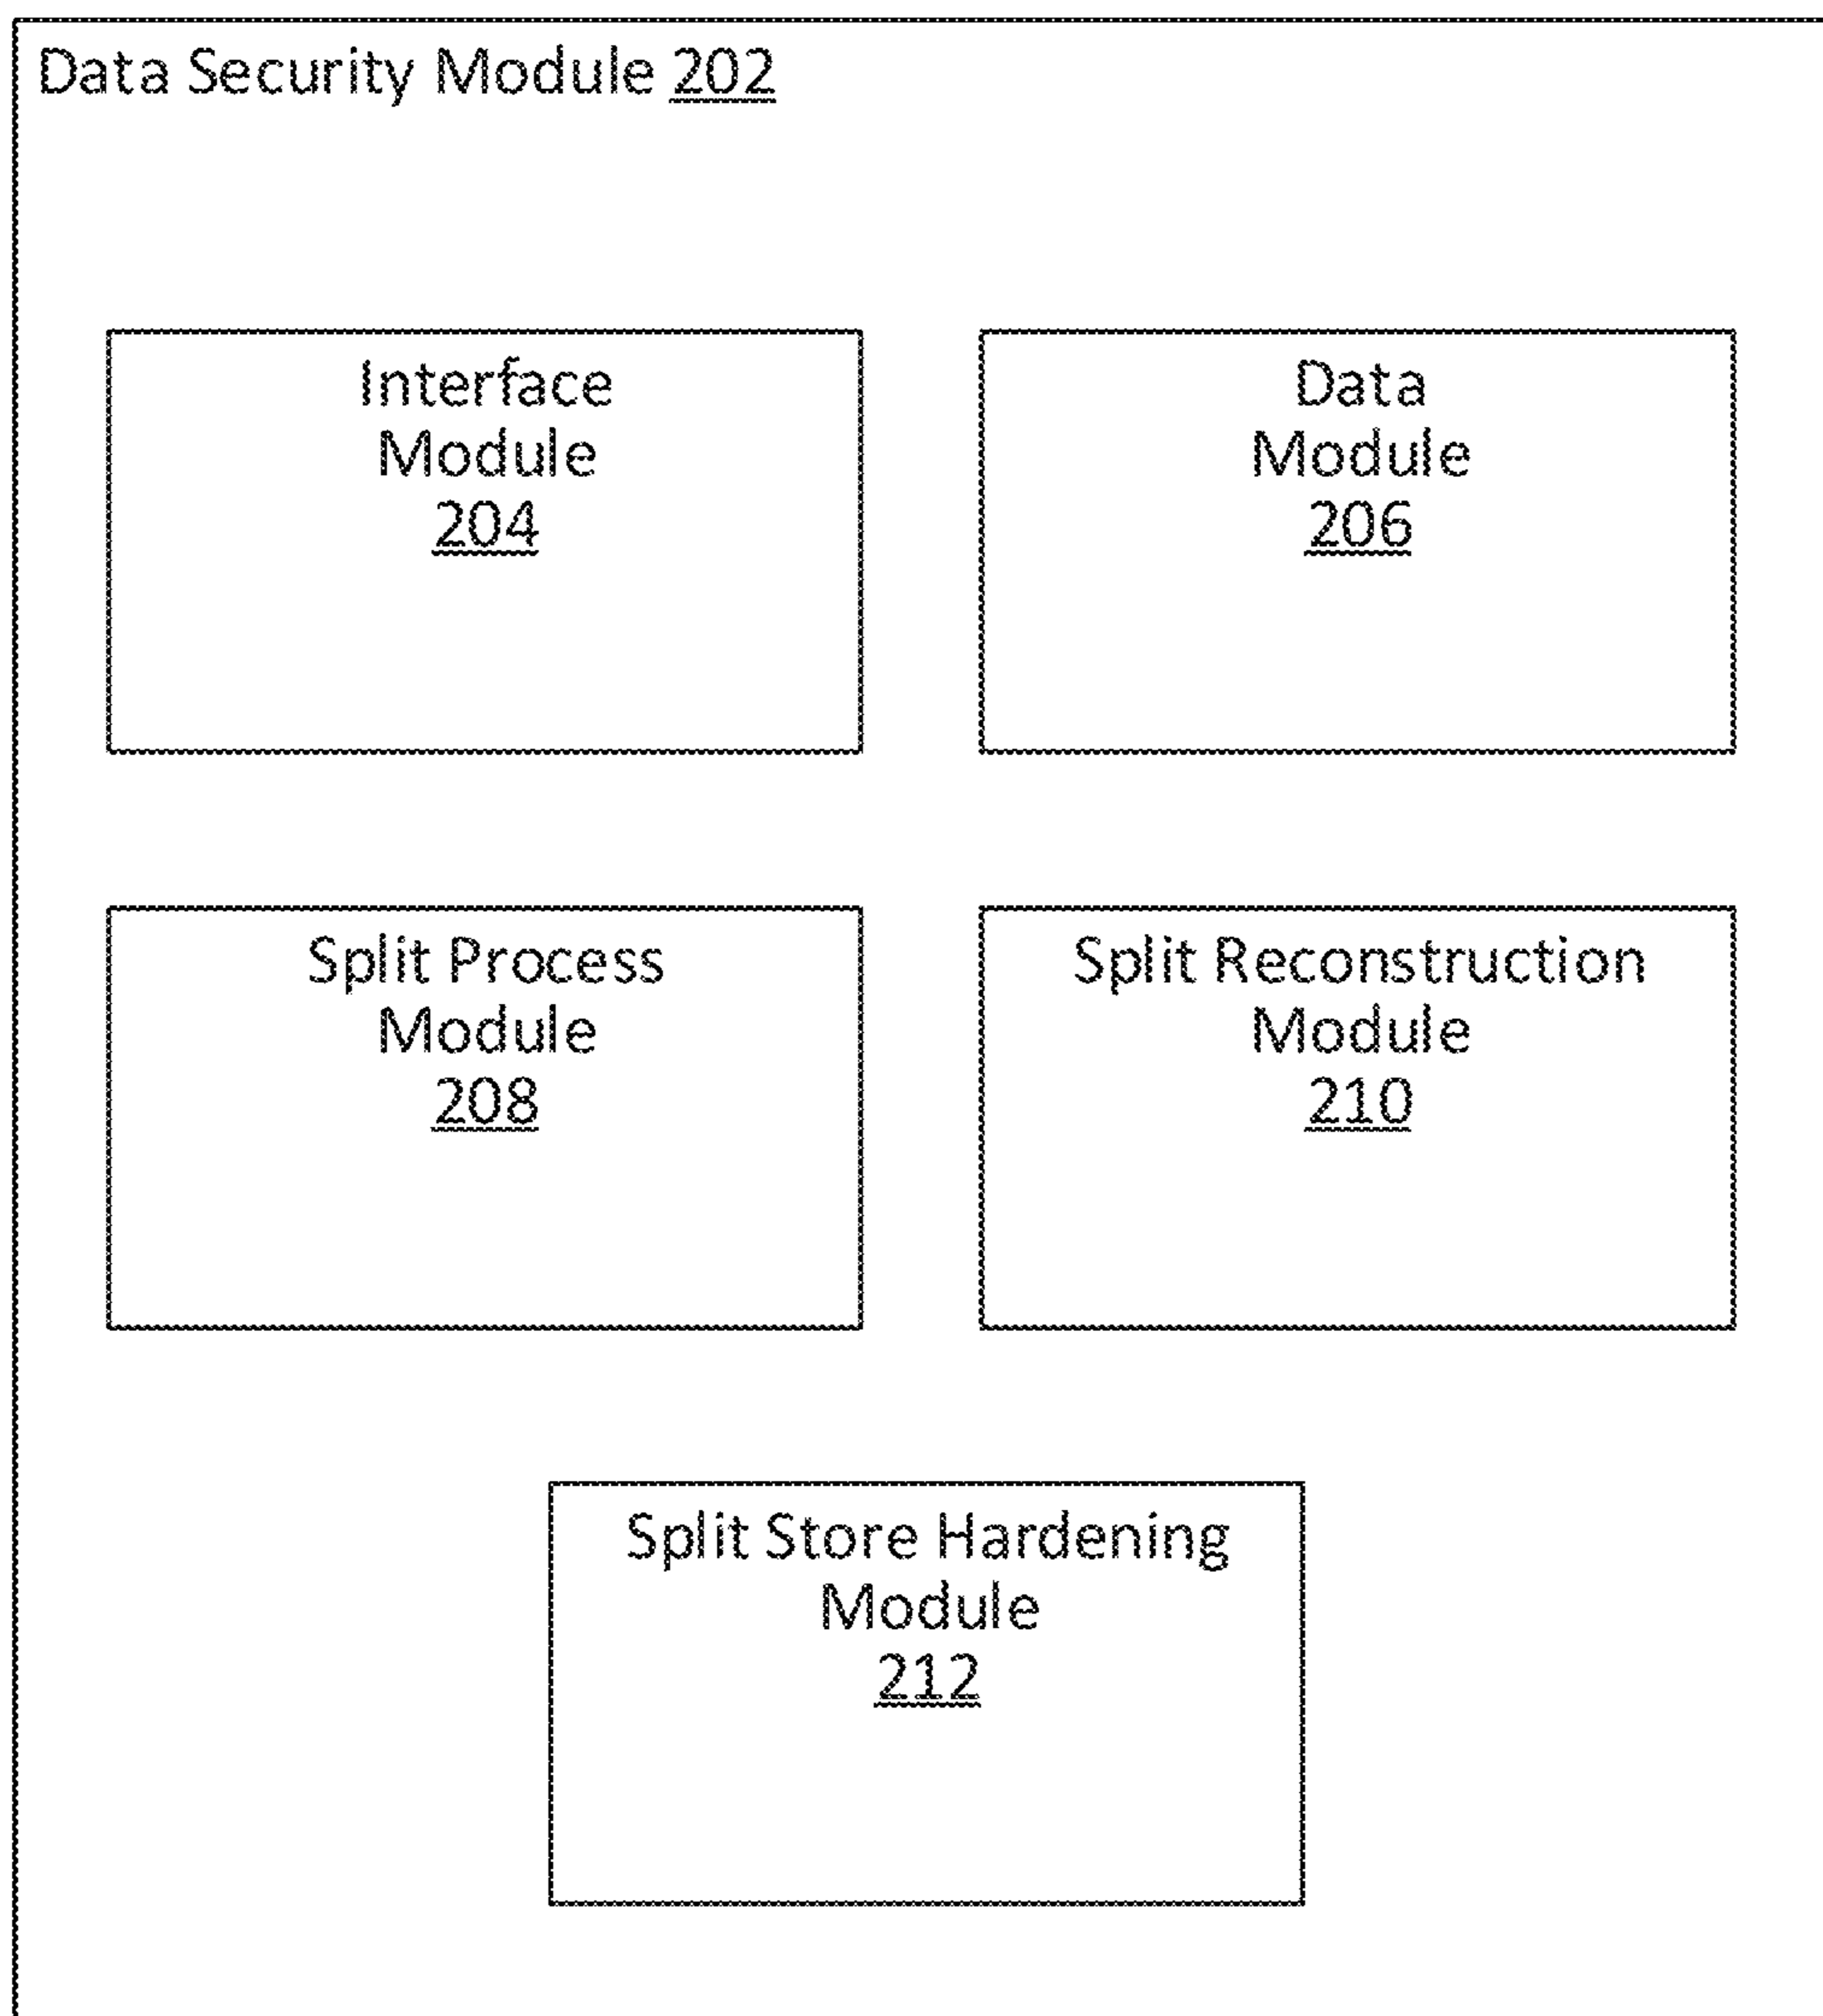 Data Security Module 202
Interface
Module
204
Data
Module
206
Split Process
Module
208
Split Reconstruction
Module
210
Split Store Hardening
Module
212